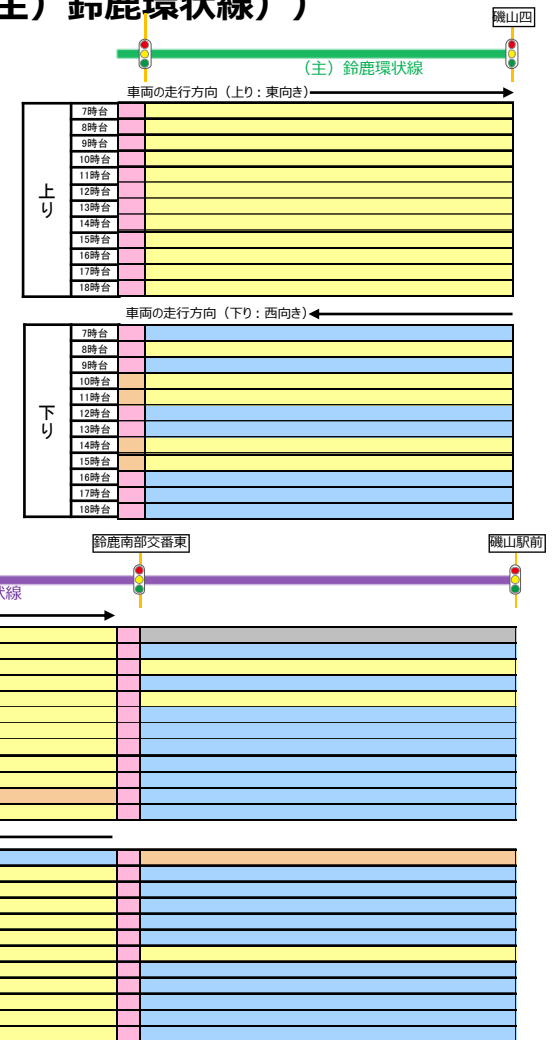 主）鈴鹿環状線））
磯山四
（主）鈴鹿環状線
車両の走行方向（上り：東向き）
上り
7時台
8時台
9時台
10時台
11時台
12時台
13時台
14時台
15時台
16時台
17時台
18時台
車両の走行方向（下り：西向き）
下り
7時台
8時台
9時台
10時台
11時台
12時台
13時台
14時台
15時台
16時台
17時台
18時台
鈴鹿南部交番東
磯山駅前
状線